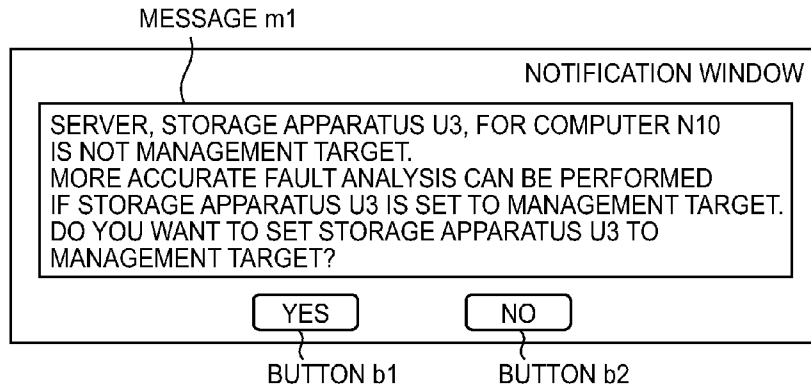 MESSAGE m1
NOTIFICATION WINDOW
SERVER, STORAGE APPARATUS U3, FOR COMPUTER N10
IS NOT MANAGEMENT TARGET.
MORE ACCURATE FAULT ANALYSIS CAN BE PERFORMED
IF STORAGE APPARATUS U3 IS SET TO MANAGEMENT TARGET.
DO YOU WANT TO SET STORAGE APPARATUS U3 TO
MANAGEMENT TARGET?
YES NO
BUTTON b1 BUTTON b2